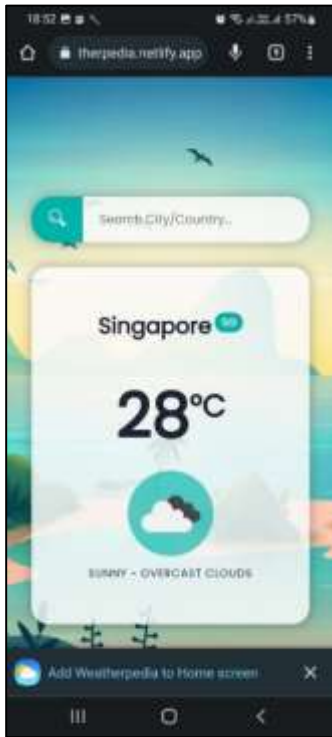 18:52
57%
therpedia.netlify.app
Search City/Country...
Singapore SG
28°C
SUNNY - OVERCAST CLOUDS
Add Weatherpedia to Home screen